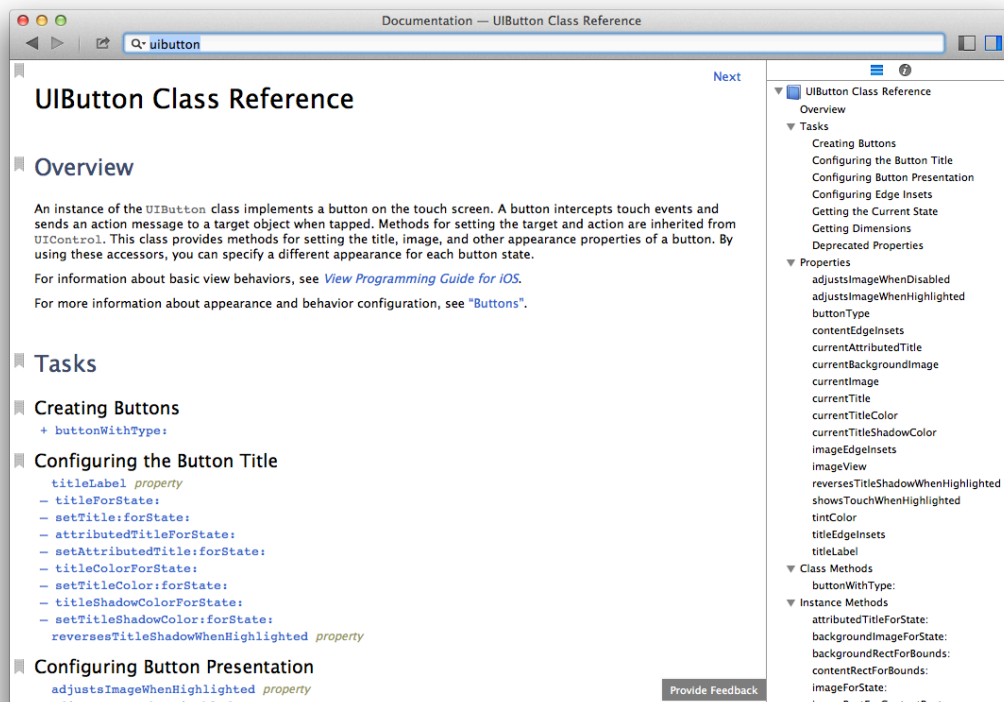 Documentation — UIButton Class Reference
uibutton
Next
UIButton Class Reference
Overview
An instance of the UIButton class implements a button on the touch screen. A button intercepts touch events and
sends an action message to a target object when tapped. Methods for setting the target and action are inherited from
UIControl. This class provides methods for setting the title, image, and other appearance properties of a button. By
using these accessors, you can specify a different appearance for each button state.
For information about basic view behaviors, see View Programming Guide for iOS.
For more information about appearance and behavior configuration, see “Buttons”.
Tasks
Creating Buttons
+ buttonWithType:
Configuring the Button Title
titleLabel property
– titleForState:
– setTitle:forState:
– attributedTitleForState:
– setAttributedTitle:forState:
– titleColorForState:
– setTitleColor:forState:
– titleShadowColorForState:
– setTitleShadowColor:forState:
reversesTitleShadowWhenHighlighted property
Configuring Button Presentation
adjustsImageWhenHighlighted property
Provide Feedback
UIButton Class Reference
Overview
Tasks
Creating Buttons
Configuring the Button Title
Configuring Button Presentation
Configuring Edge Insets
Getting the Current State
Getting Dimensions
Deprecated Properties
Properties
adjustsImageWhenDisabled
adjustsImageWhenHighlighted
buttonType
contentEdgeInsets
currentAttributedTitle
currentBackgroundImage
currentImage
currentTitle
currentTitleColor
currentTitleShadowColor
imageEdgeInsets
imageView
reversesTitleShadowWhenHighlighted
showsTouchWhenHighlighted
tintColor
titleEdgeInsets
titleLabel
Class Methods
buttonWithType:
Instance Methods
attributedTitleForState:
backgroundImageForState:
backgroundRectForBounds:
contentRectForBounds:
imageForState: